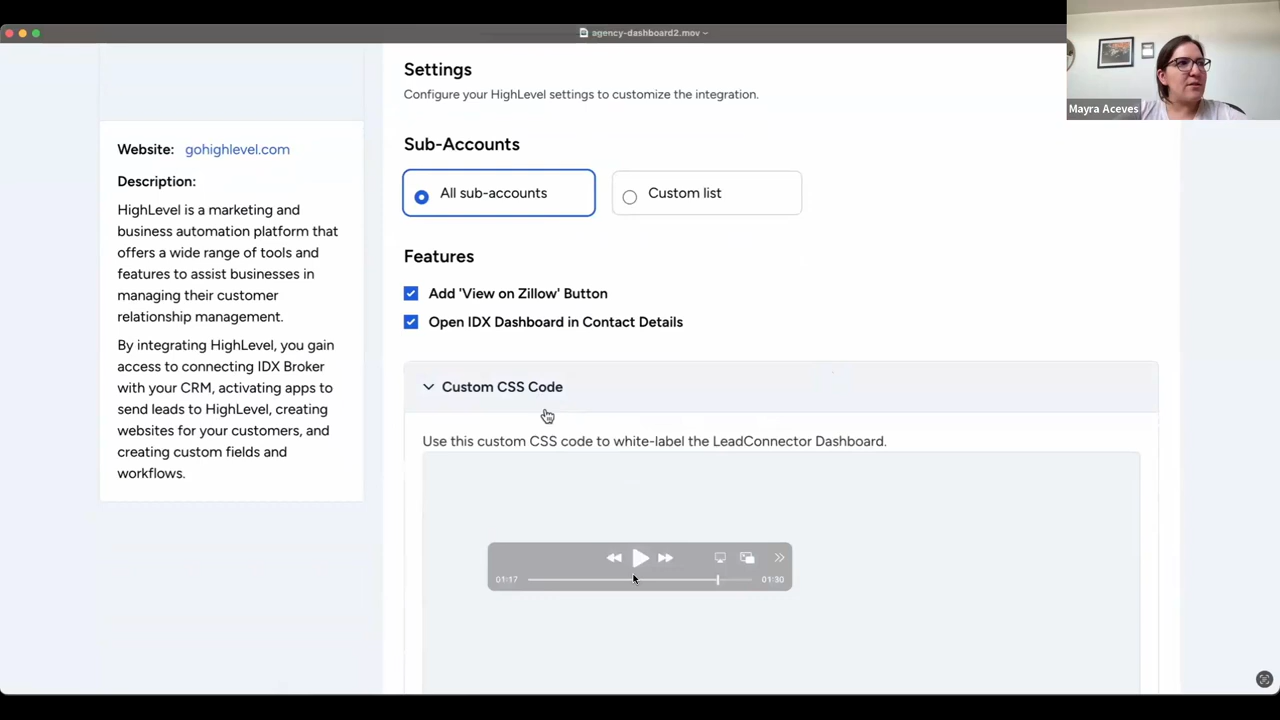 agency-dashboard2.mov
Mayra Aceves
Settings
Configure your HighLevel settings to customize the integration.
Sub-Accounts
All sub-accounts
Custom list
Features
Add 'View on Zillow' Button
Open IDX Dashboard in Contact Details
Custom CSS Code
Use this custom CSS code to white-label the LeadConnector Dashboard.
Website: gohighlevel.com
Description:
HighLevel is a marketing and
business automation platform that
offers a wide range of tools and
features to assist businesses in
managing their customer
relationship management.
By integrating HighLevel, you gain
access to connecting IDX Broker
with your CRM, activating apps to
send leads to HighLevel, creating
websites for your customers, and
creating custom fields and
workflows.
01:17
01:30